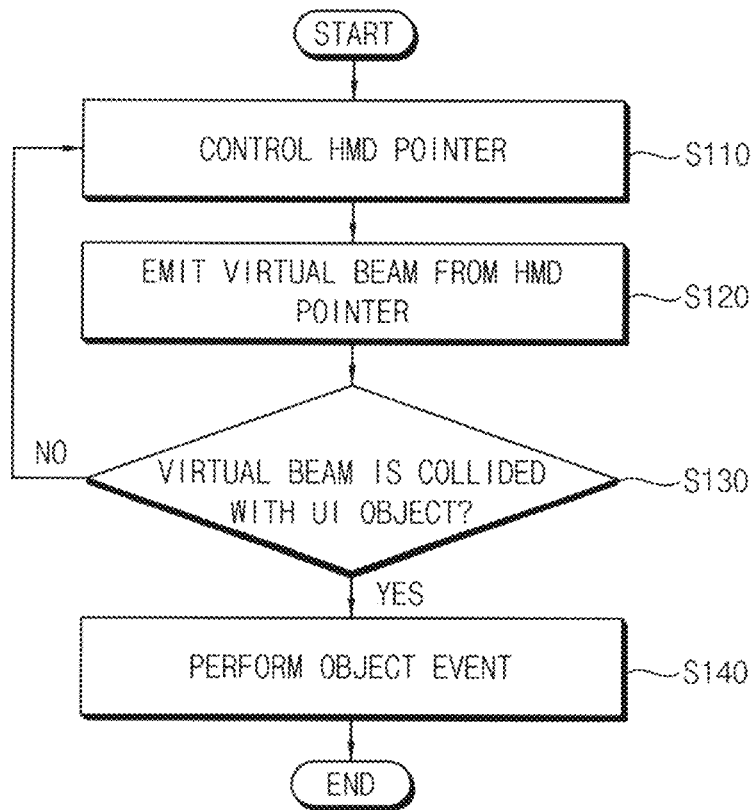 START
CONTROL HMD POINTER
S110
EMIT VIRTUAL BEAM FROM HMD
POINTER
S120
NO
VIRTUAL BEAM IS COLLIDED
WITH UI OBJECT?
S130
YES
PERFORM OBJECT EVENT
S140
END